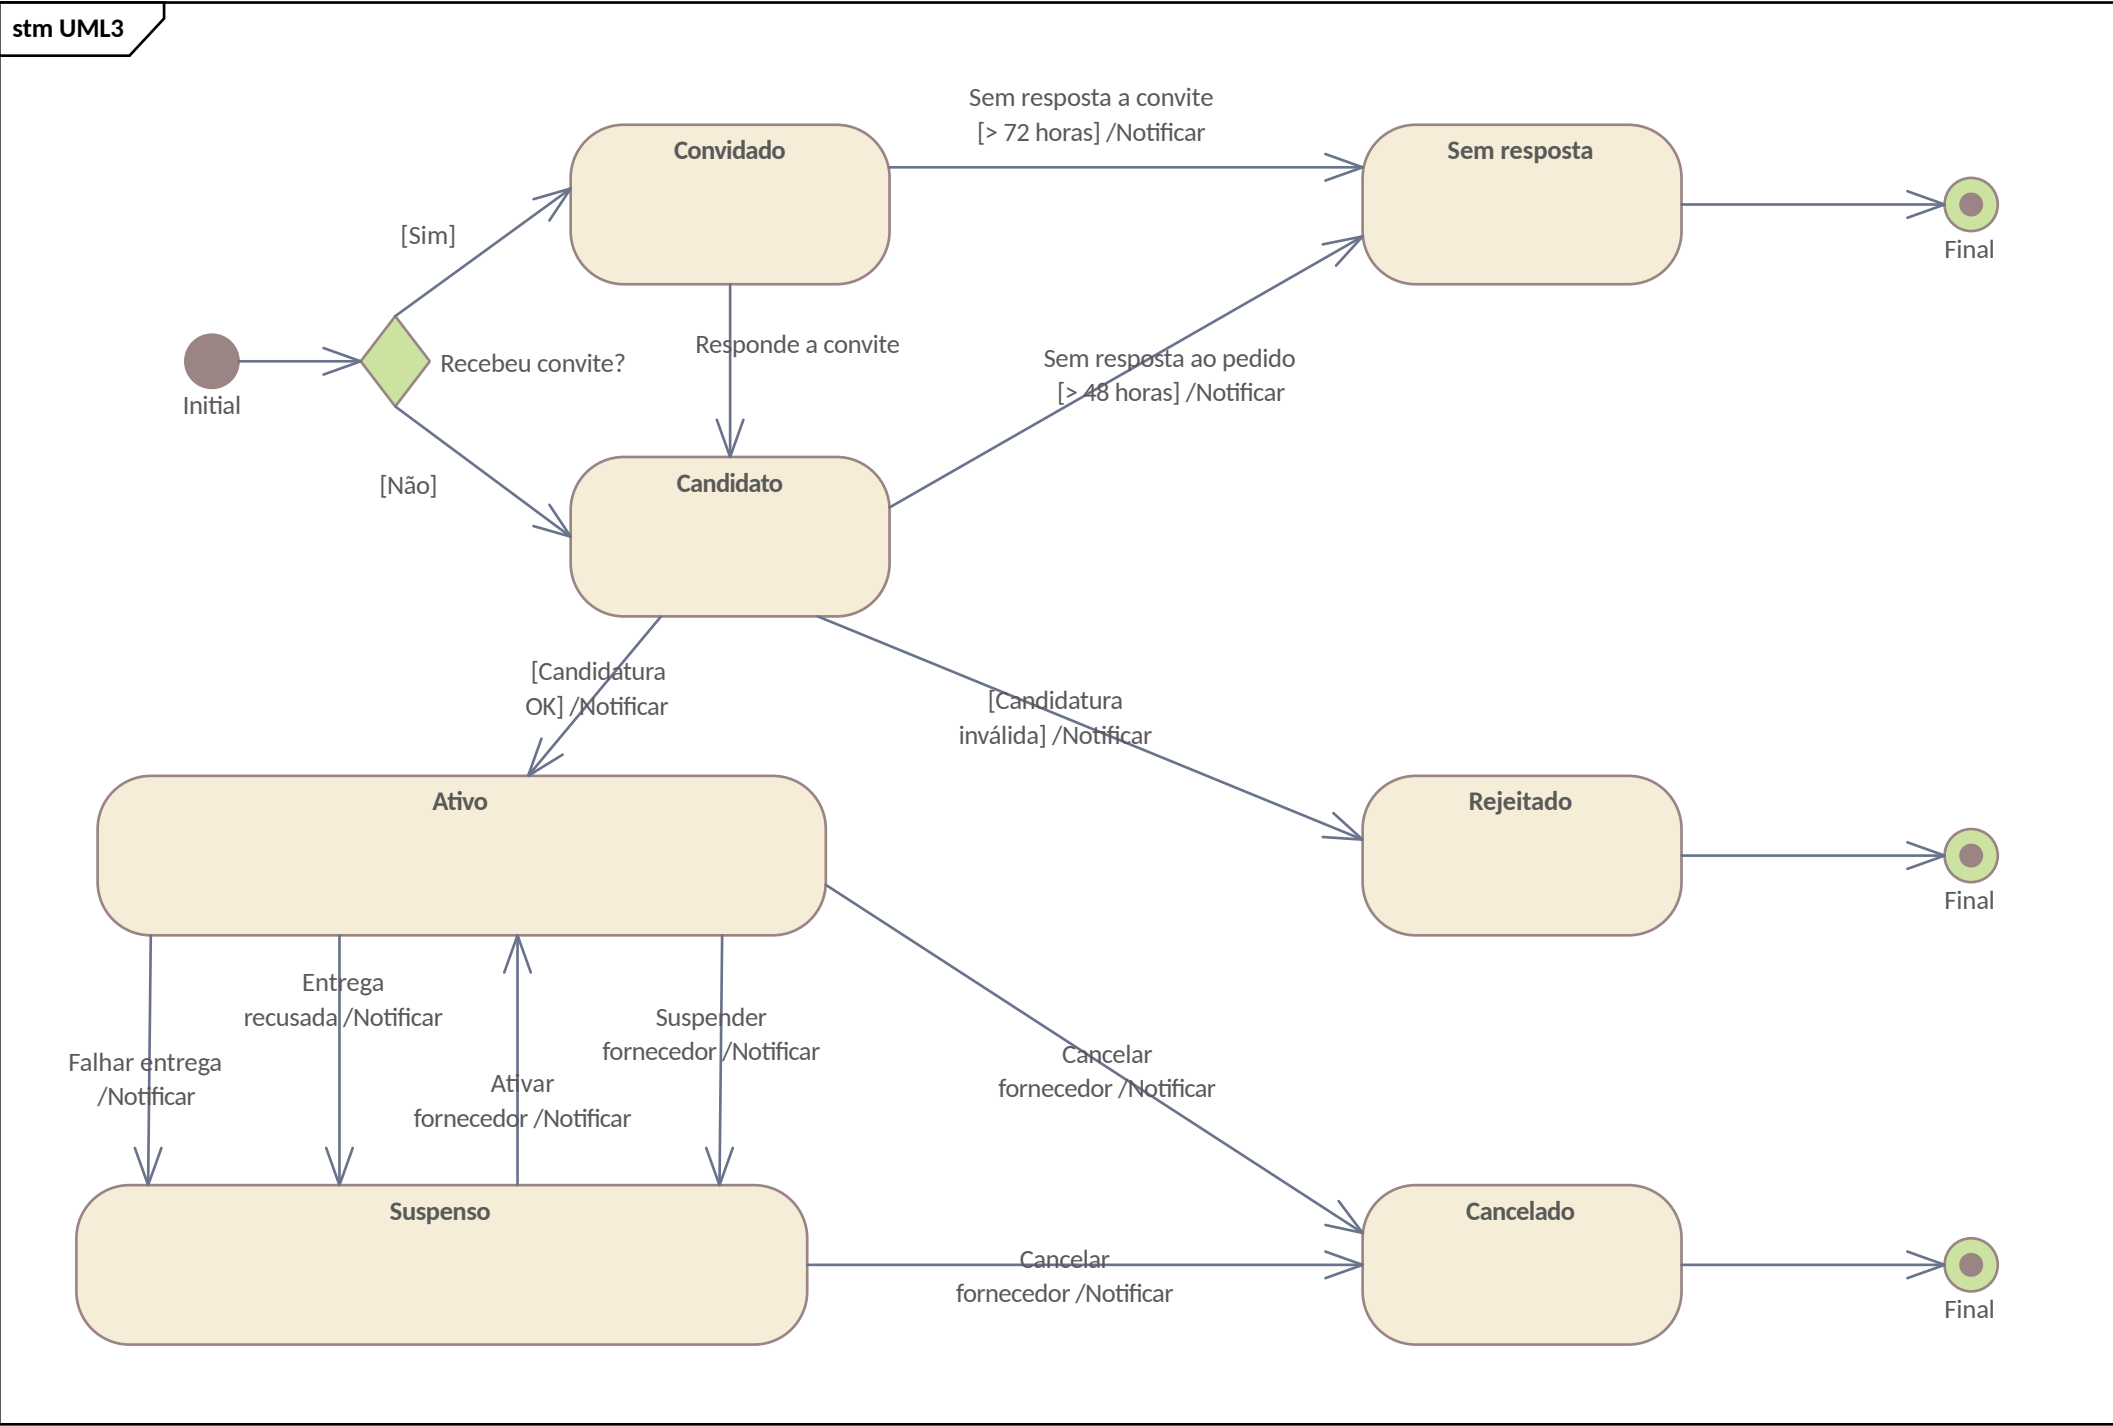 stm UML3
Sem resposta a convite
[> 72 horas] /Notificar
Convidado
Sem resposta
[Sim]
Final
Recebeu convite?
Responde a convite
Initial
Sem resposta ao pedido
[> 48 horas] /Notificar
[Não]
Candidato
[Candidatura
OK] /Notificar
[Candidatura
inválida] /Notificar
Ativo
Rejeitado
Final
Entrega
recusada /Notificar
Suspender
fornecedor /Notificar
Falhar entrega
/Notificar
Ativar
fornecedor /Notificar
Cancelar
fornecedor /Notificar
Suspenso
Cancelado
Cancelar
fornecedor /Notificar
Final